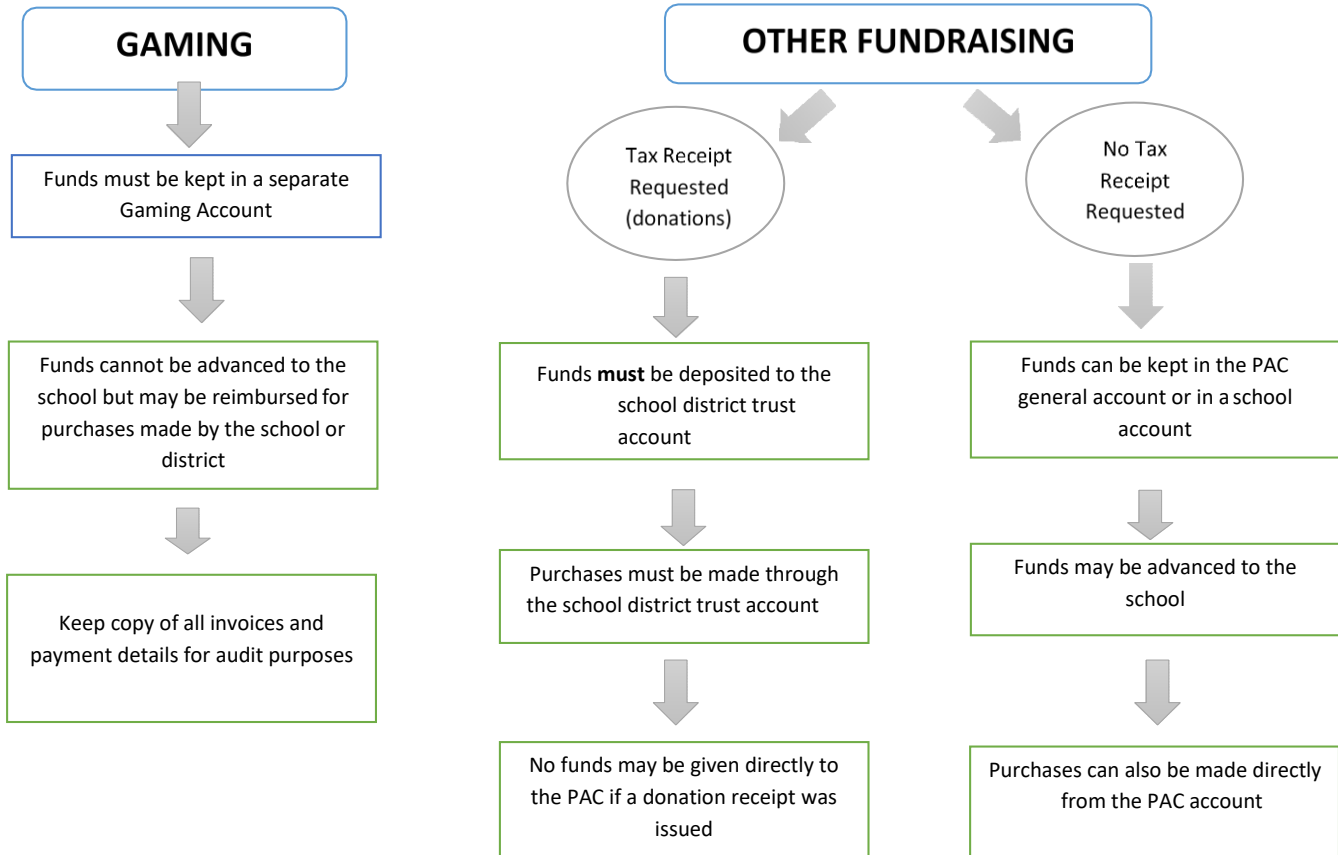 GAMING
Funds must be kept in a separate
Gaming Account
Funds cannot be advanced to the
school but may be reimbursed for
purchases made by the school or
district
Keep copy of all invoices and
payment details for audit purposes
OTHER FUNDRAISING
Tax Receipt
Requested
(donations)
Funds must be deposited to the
school district trust
account
Purchases must be made through
the school district trust account
No funds may be given directly to
the PAC if a donation receipt was
issued
No Tax
Receipt
Requested
Funds can be kept in the PAC
general account or in a school
account
Funds may be advanced to the
school
Purchases can also be made directly
from the PAC account